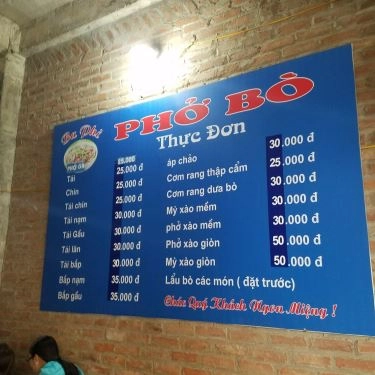 Ba Phê
PHỞ BÒ
Thực Đơn
Tái 25.000 đ
Chín 25.000 đ
Tái chín 25.000 đ
Tái nạm 30.000 đ
Tái Gầu 30.000 đ
Tái lăn 30.000 đ
Tái bắp 30.000 đ
Bắp nạm 35.000 đ
Bắp gầu 35.000 đ
áp chảo 30.000 đ
Cơm rang thập cẩm 25.000 đ
Cơm rang dưa bò 30.000 đ
Mỳ xào mềm 30.000 đ
phở xào mềm 30.000 đ
Phở xào giòn 50.000 đ
Mỳ xào giòn 50.000 đ
Lẩu bò các món ( đặt trước)
Chúc Quý Khách Ngon Miệng !